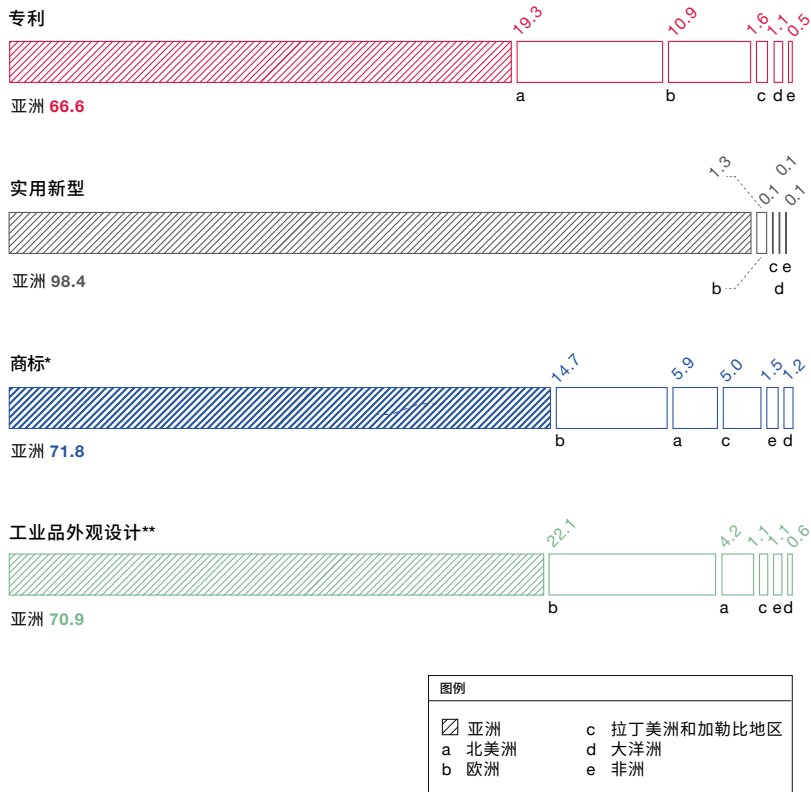 专利
19.3 10.9 1.6 1.1 0.5
a b c d e
亚洲 66.6
实用新型
1.3 0.1 0.1 0.1
c e
b d
亚洲 98.4
商标*
14.7 5.9 5.0 1.5 1.2
b a c e d
亚洲 71.8
工业品外观设计**
22.1 4.2 1.1 1.1 0.6
b a c e d
亚洲 70.9
图例
亚洲 c 拉丁美洲和加勒比地区
a 北美洲 d 大洋洲
b 欧洲 e 非洲